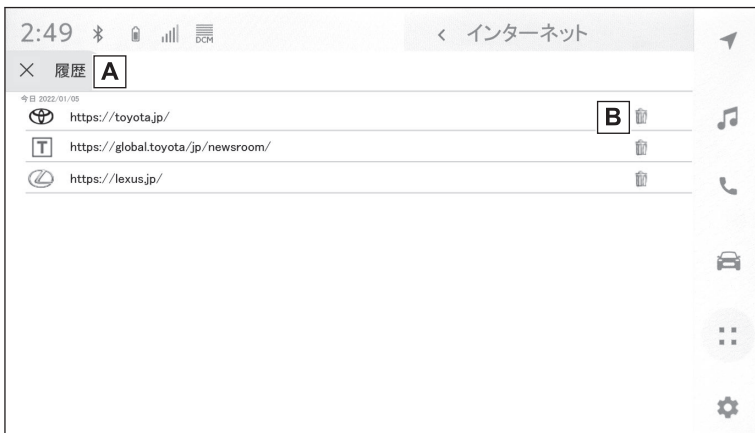 2:49 DCM < インターネット
× 履歴 A
今日 2022/01/05
https://toyota.jp/ B
T https://global.toyota/jp/newsroom/
https://lexus.jp/